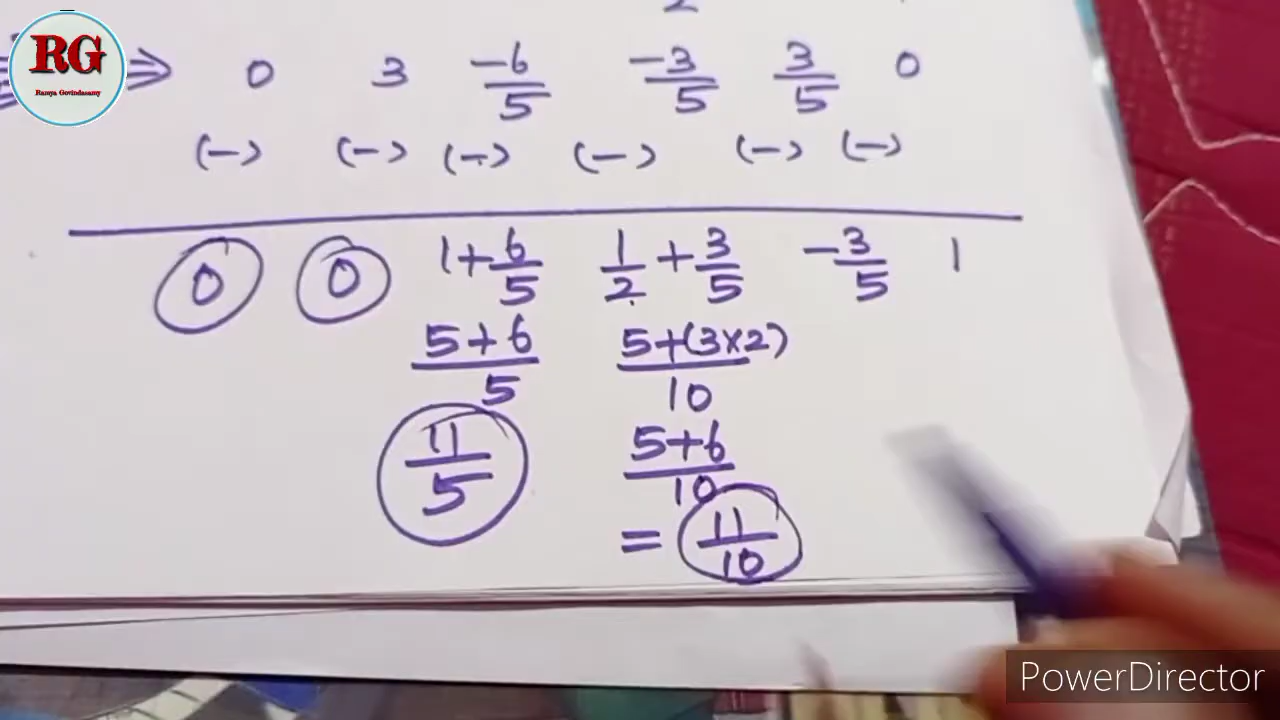 2
RG
Ramya Govindasamy
⇒ 0 3 -6/5 -3/5 3/5 0
(-) (-) (-) (-) (-) (-)
0 0 1+6/5 1/2+3/5 -3/5 1
5+6/5 5+(3×2)/10
11/5 5+6/10
= 11/10
PowerDirector